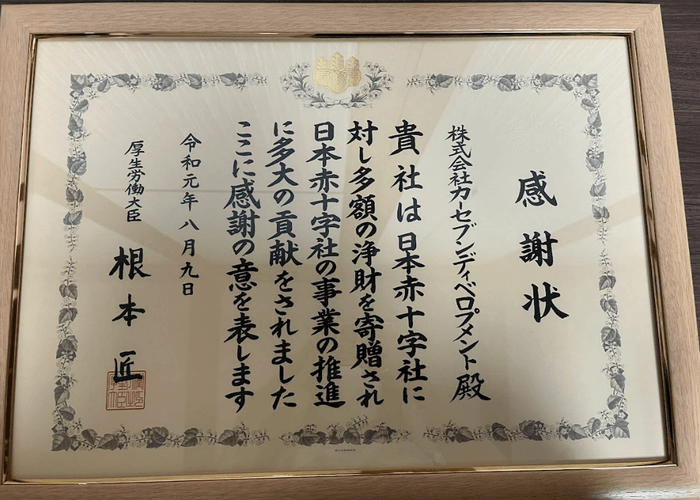 感謝状
株式会社カーセブンディベロプメント殿
貴社は日本赤十字社に
対し多額の浄財を寄贈され
日本赤十字社の事業の推進
に多大の貢献をされました
ここに感謝の意を表します
令和元年八月九日
厚生労働大臣 根本匠